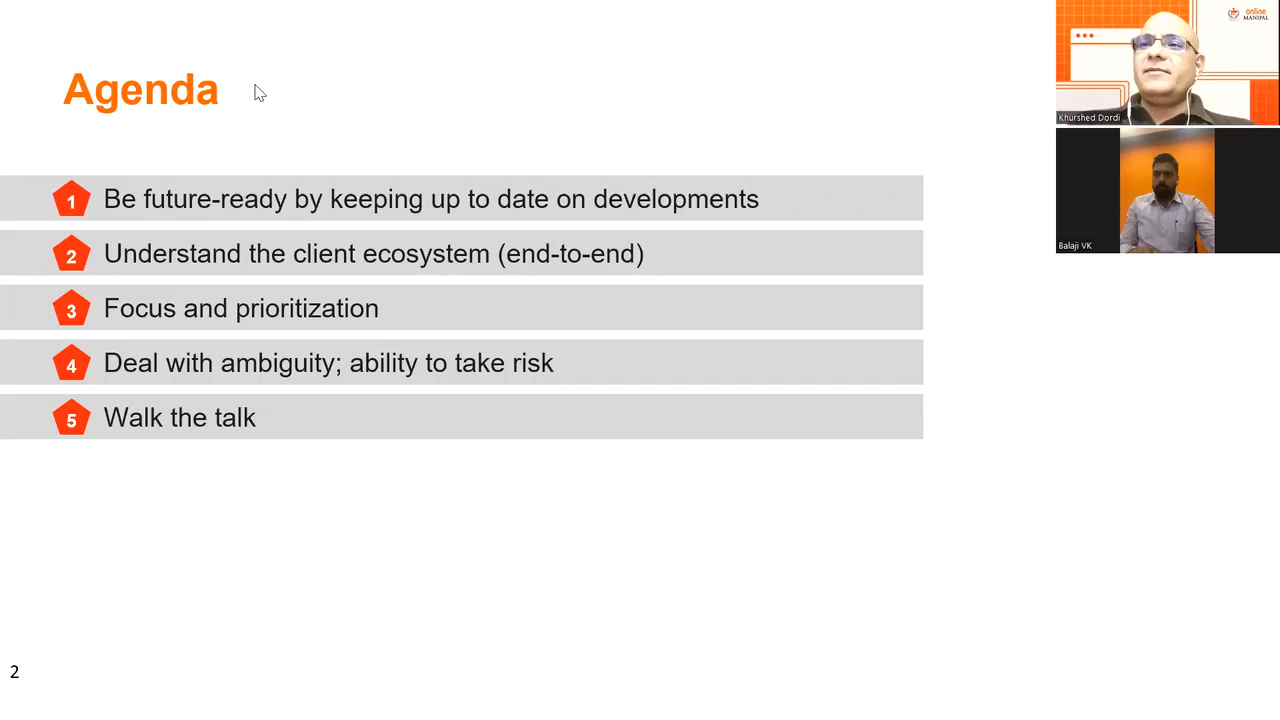 Agenda
1 Be future-ready by keeping up to date on developments
2 Understand the client ecosystem (end-to-end)
3 Focus and prioritization
4 Deal with ambiguity; ability to take risk
5 Walk the talk
2
online
MANIPAL
Khurshed Dordi
Balaji VK